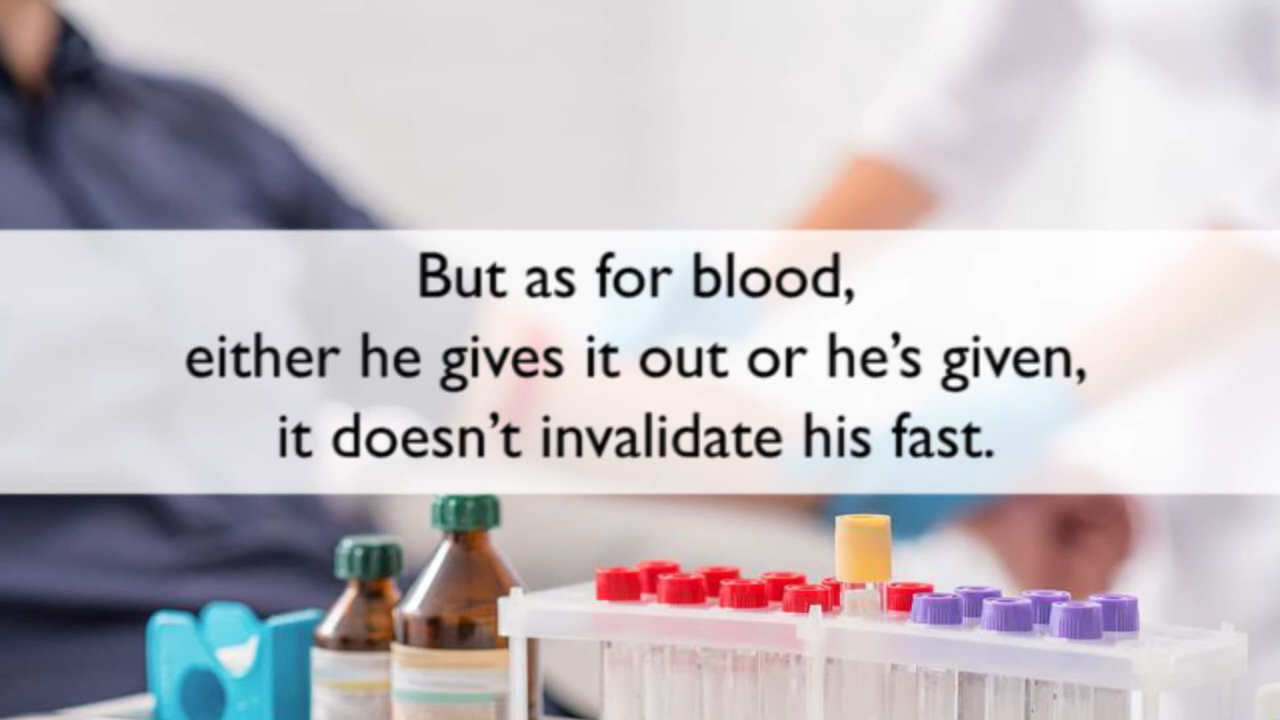 But as for blood,
either he gives it out or he’s given,
it doesn’t invalidate his fast.